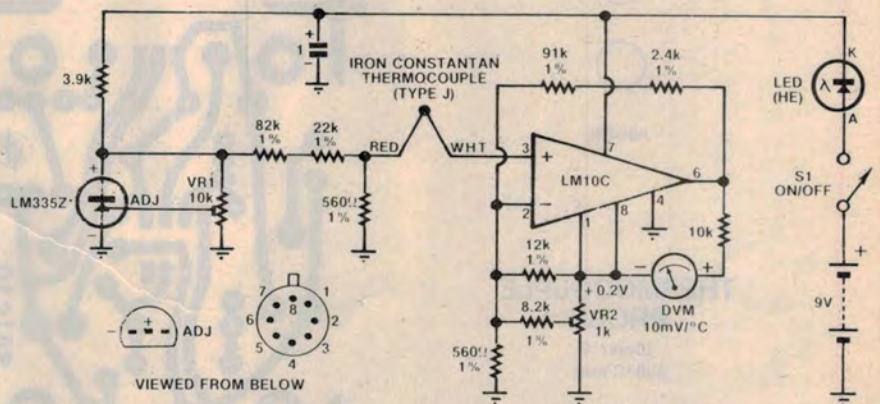 3.9k
+
1
−
IRON CONSTANTAN
THERMOCOUPLE
(TYPE J)
91k
1%
2.4k
1%
K
LED
(HE)
λ
A
82k
1%
22k
1%
RED
WHT
3
+
7
LM10C
6
2
−
1
8
4
S1
ON/OFF
+
LM335Z
ADJ
−
VR1
10k
560Ω
1%
12k
1%
+ 0.2V
8.2k
1%
VR2
1k
560Ω
1%
10k
−
+
DVM
10mV/°C
+
9V
−
+
ADJ
7
8
1
6
2
5
3
4
VIEWED FROM BELOW